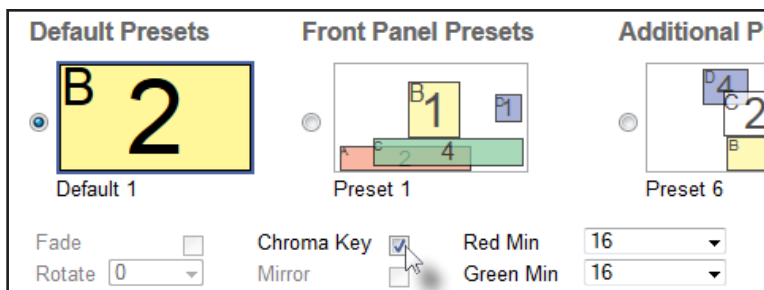 Default Presets Front Panel Presets Additional P
B 2 B 1 D 1 A C 2 4 D 4 C 2 B
Default 1 Preset 1 Preset 6
Fade Chroma Key Red Min 16
Rotate 0 Mirror Green Min 16